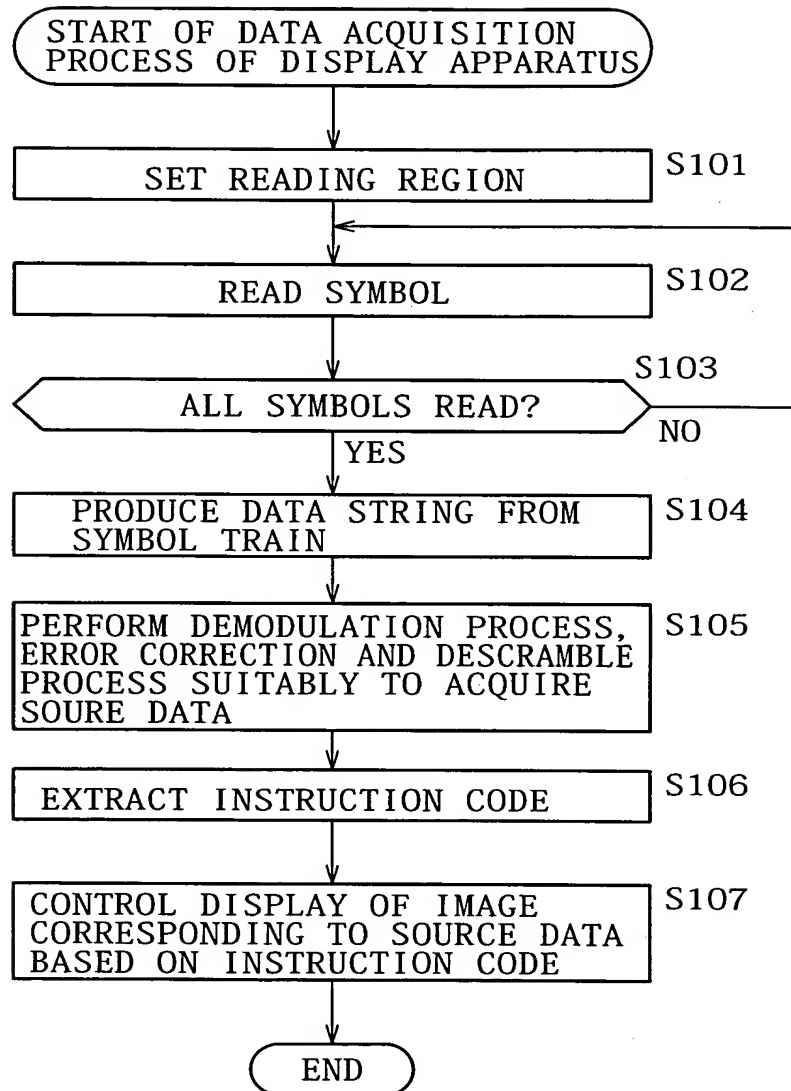 START OF DATA ACQUISITION
PROCESS OF DISPLAY APPARATUS
SET READING REGION
S101
READ SYMBOL
S102
S103
ALL SYMBOLS READ?
NO
YES
PRODUCE DATA STRING FROM
SYMBOL TRAIN
S104
PERFORM DEMODULATION PROCESS,
ERROR CORRECTION AND DESCRAMBLE
PROCESS SUITABLY TO ACQUIRE
SOURE DATA
S105
EXTRACT INSTRUCTION CODE
S106
CONTROL DISPLAY OF IMAGE
CORRESPONDING TO SOURCE DATA
BASED ON INSTRUCTION CODE
S107
END